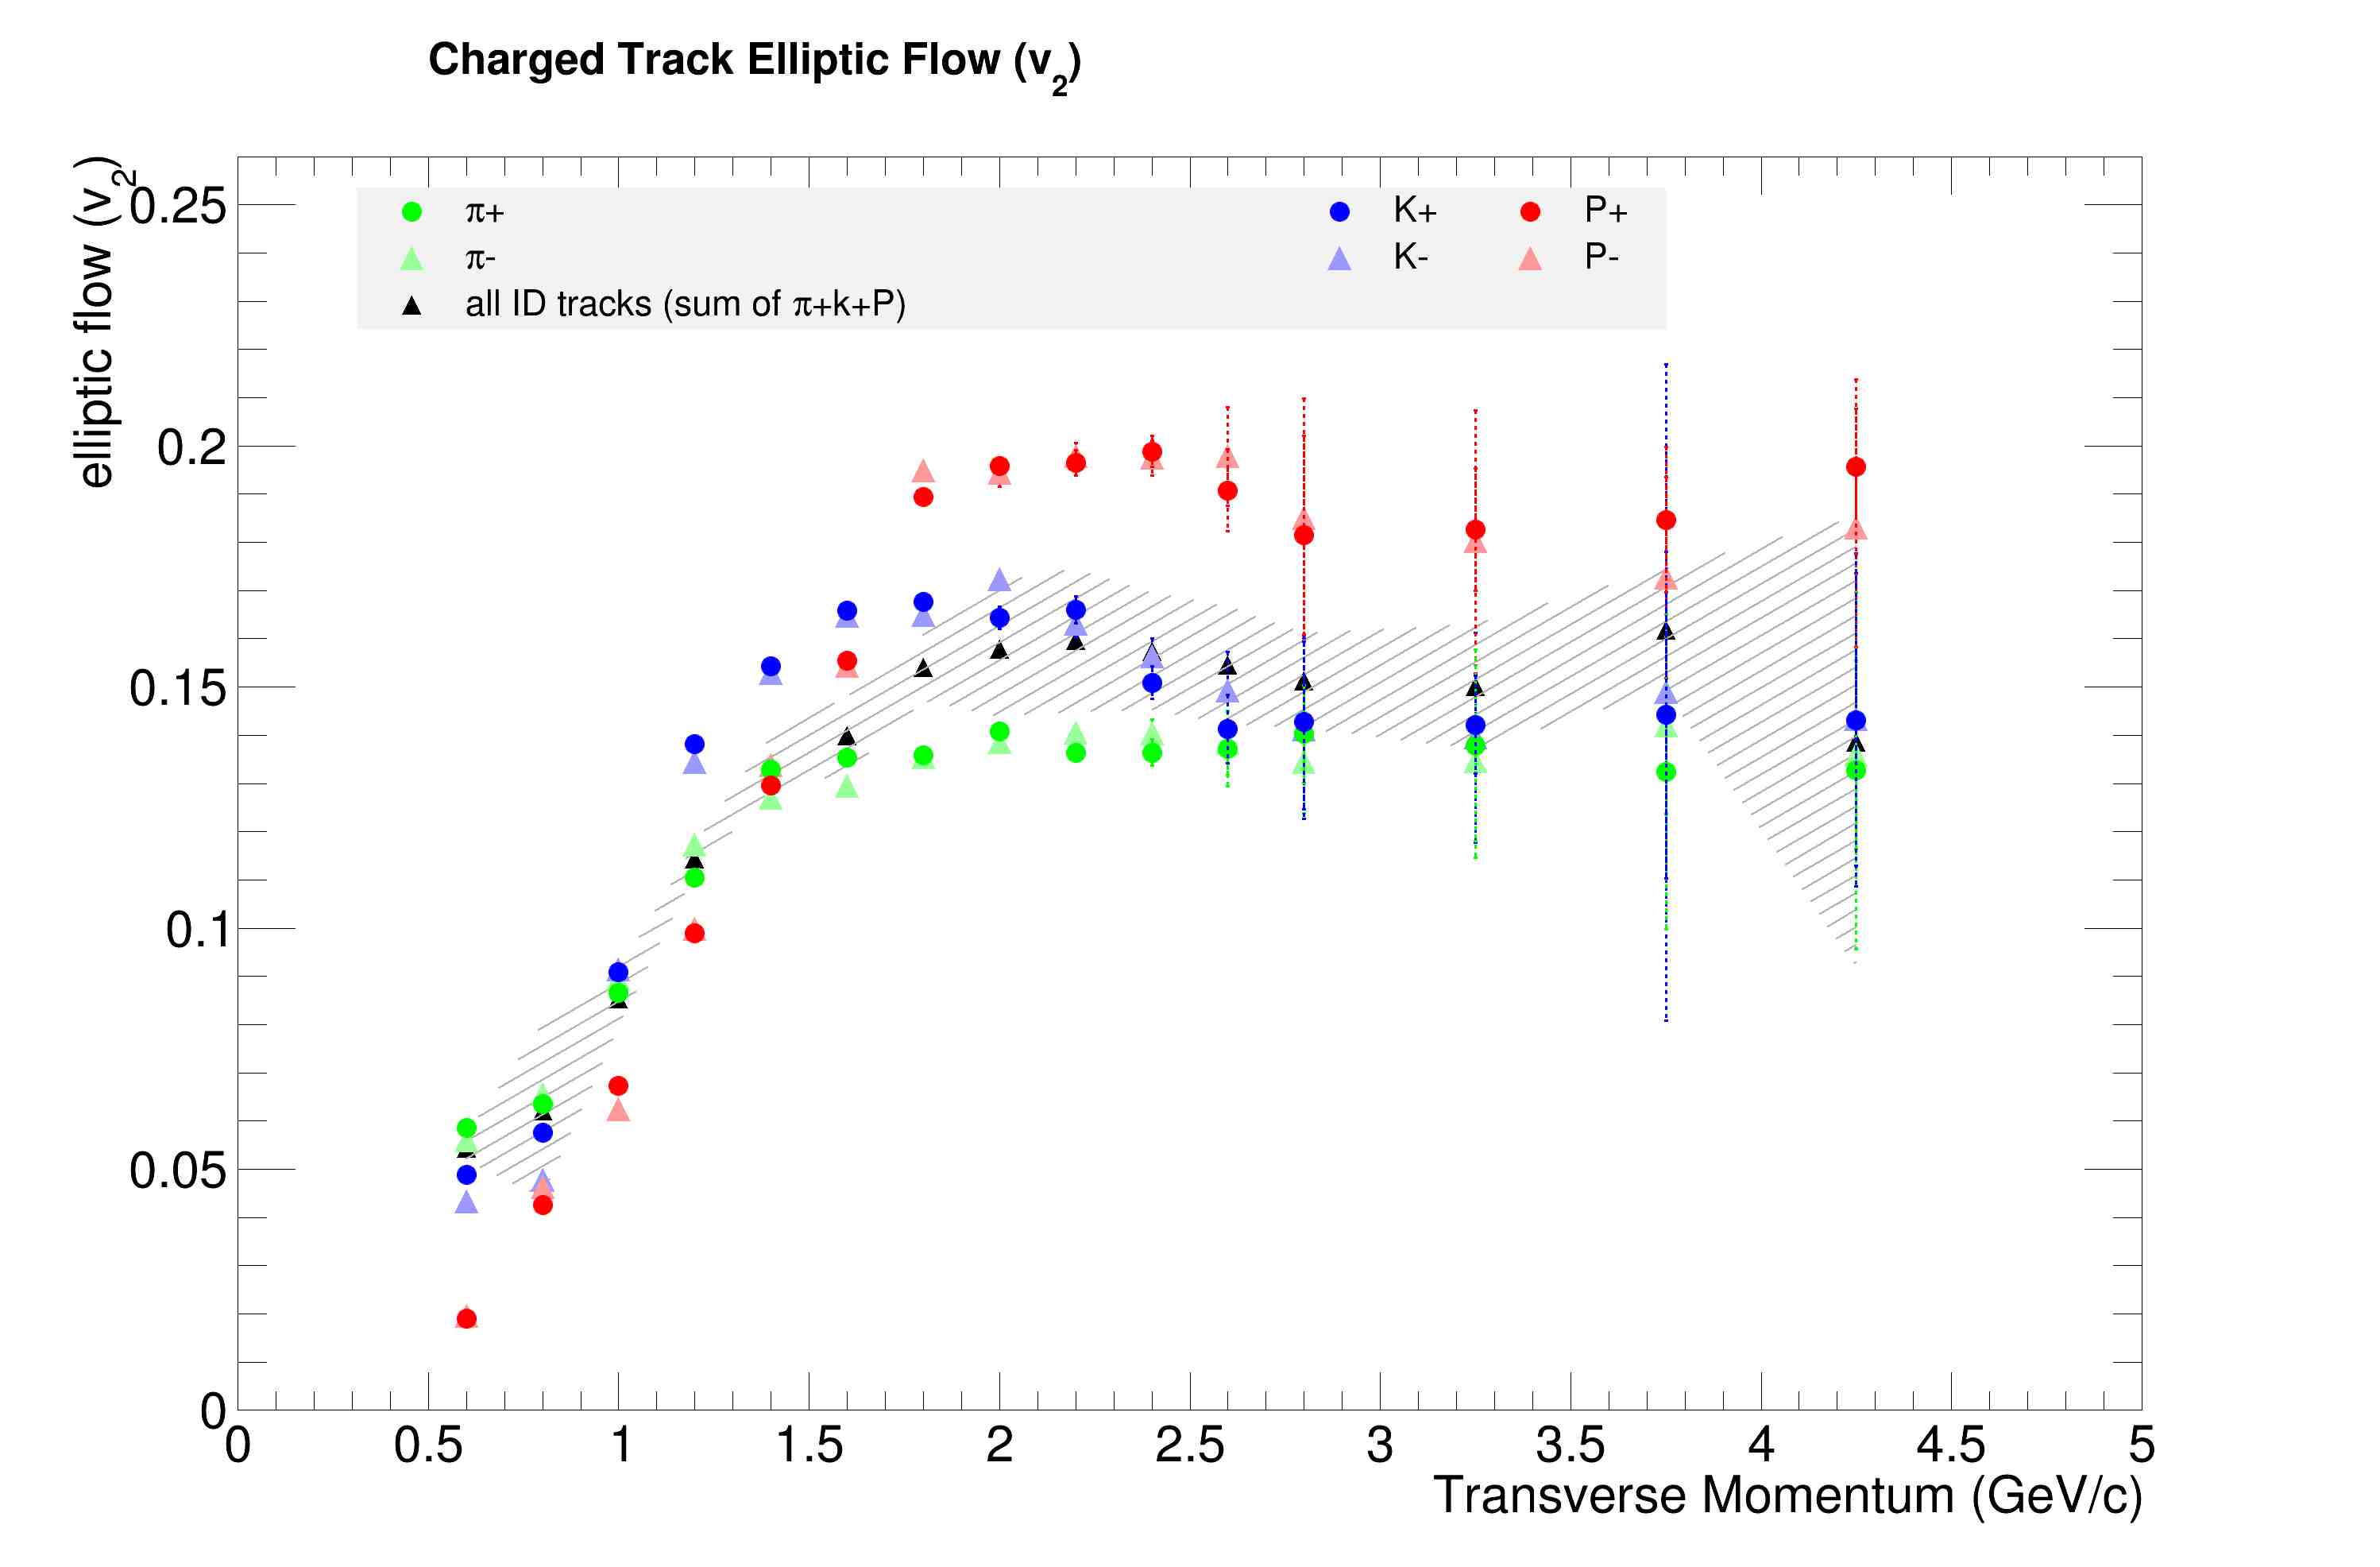 Charged Track Elliptic Flow (v2)
elliptic flow (v2)
π+ K+ P+
π- K- P-
all ID tracks (sum of π+k+P)
0.25
0.2
0.15
0.1
0.05
0
0 0.5 1 1.5 2 2.5 3 3.5 4 4.5 5
Transverse Momentum (GeV/c)